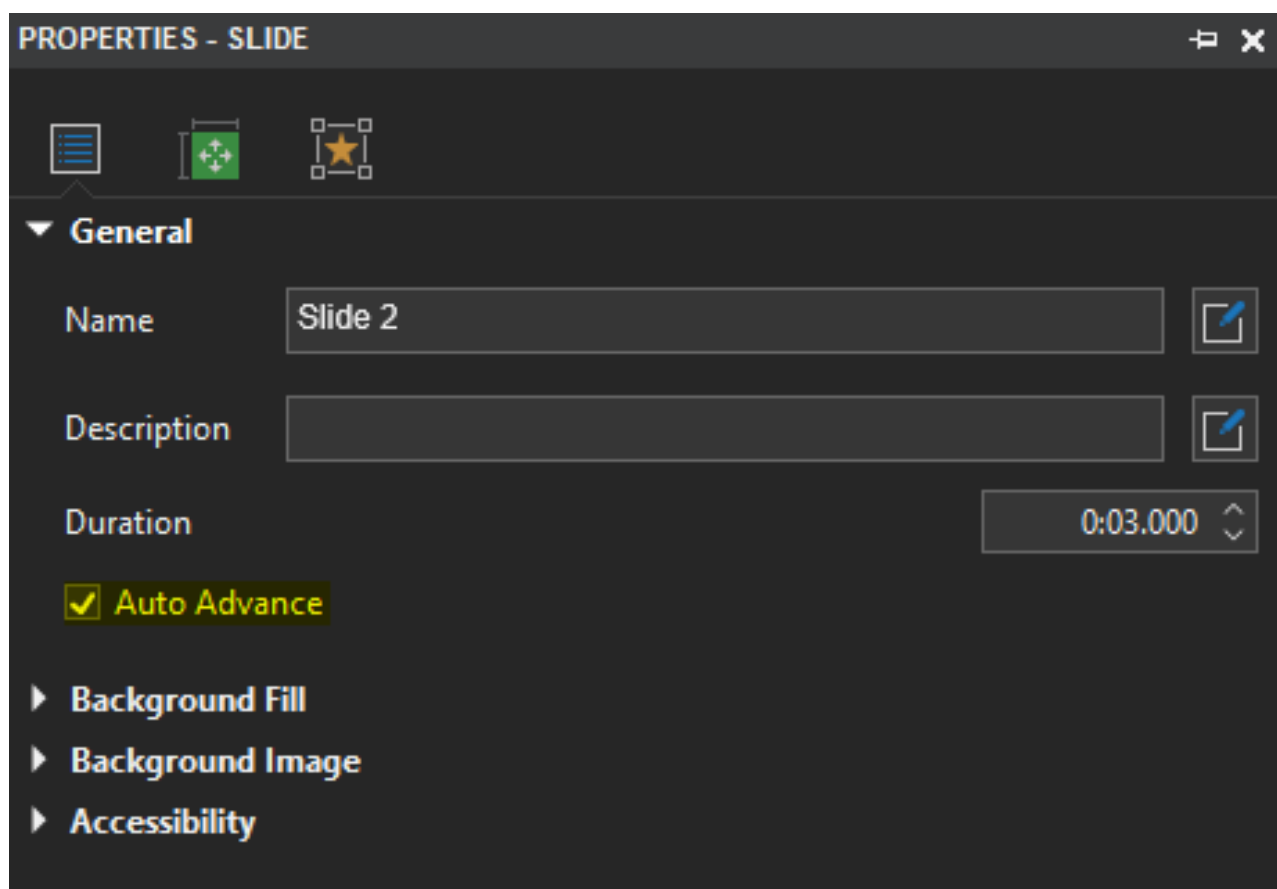 PROPERTIES - SLIDE
General
Name Slide 2
Description
Duration 0:03.000
Auto Advance
Background Fill
Background Image
Accessibility